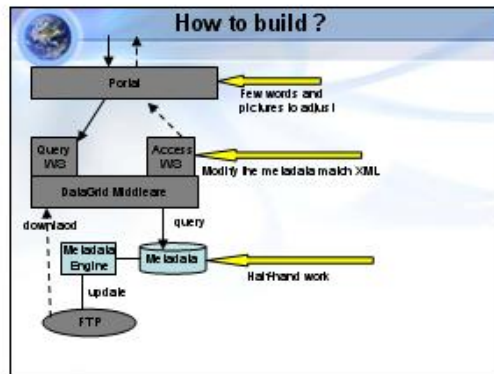 How to build ?
Portal
Few words and
pictures to adjust
Query
WS
Access
WS
Modify the metadata match XML
DataGrid Middleware
downlaod
query
Metadata
Engine
Metadata
Half-hand work
update
FTP